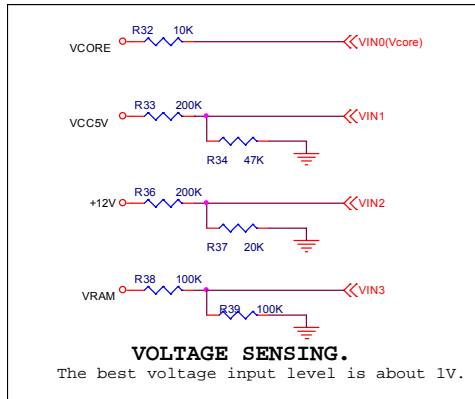 R32 10K
VCORE VIN0(Vcore)
R33 200K
VCC5V VIN1
R34 47K
R36 200K
+12V VIN2
R37 20K
R38 100K
VRAM VIN3
R39 100K
VOLTAGE SENSING.
The best voltage input level is about 1V.